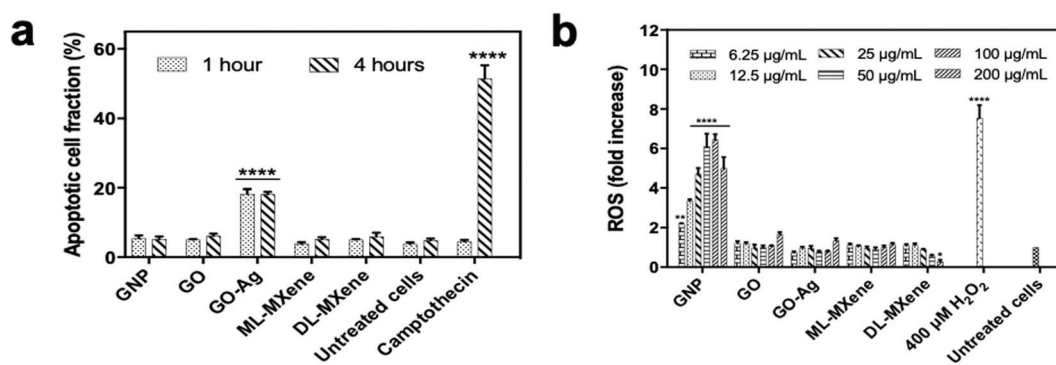 a
Apoptotic cell fraction (%)
60
40
20
0
1 hour
4 hours
****
****
GNP
GO
GO-Ag
ML-MXene
DL-MXene
Untreated cells
Camptothecin
b
ROS (fold increase)
12
10
8
6
4
2
0
6.25 µg/mL
25 µg/mL
100 µg/mL
12.5 µg/mL
50 µg/mL
200 µg/mL
****
****
**
*
GNP
GO
GO-Ag
ML-MXene
DL-MXene
400 µM H₂O₂
Untreated cells